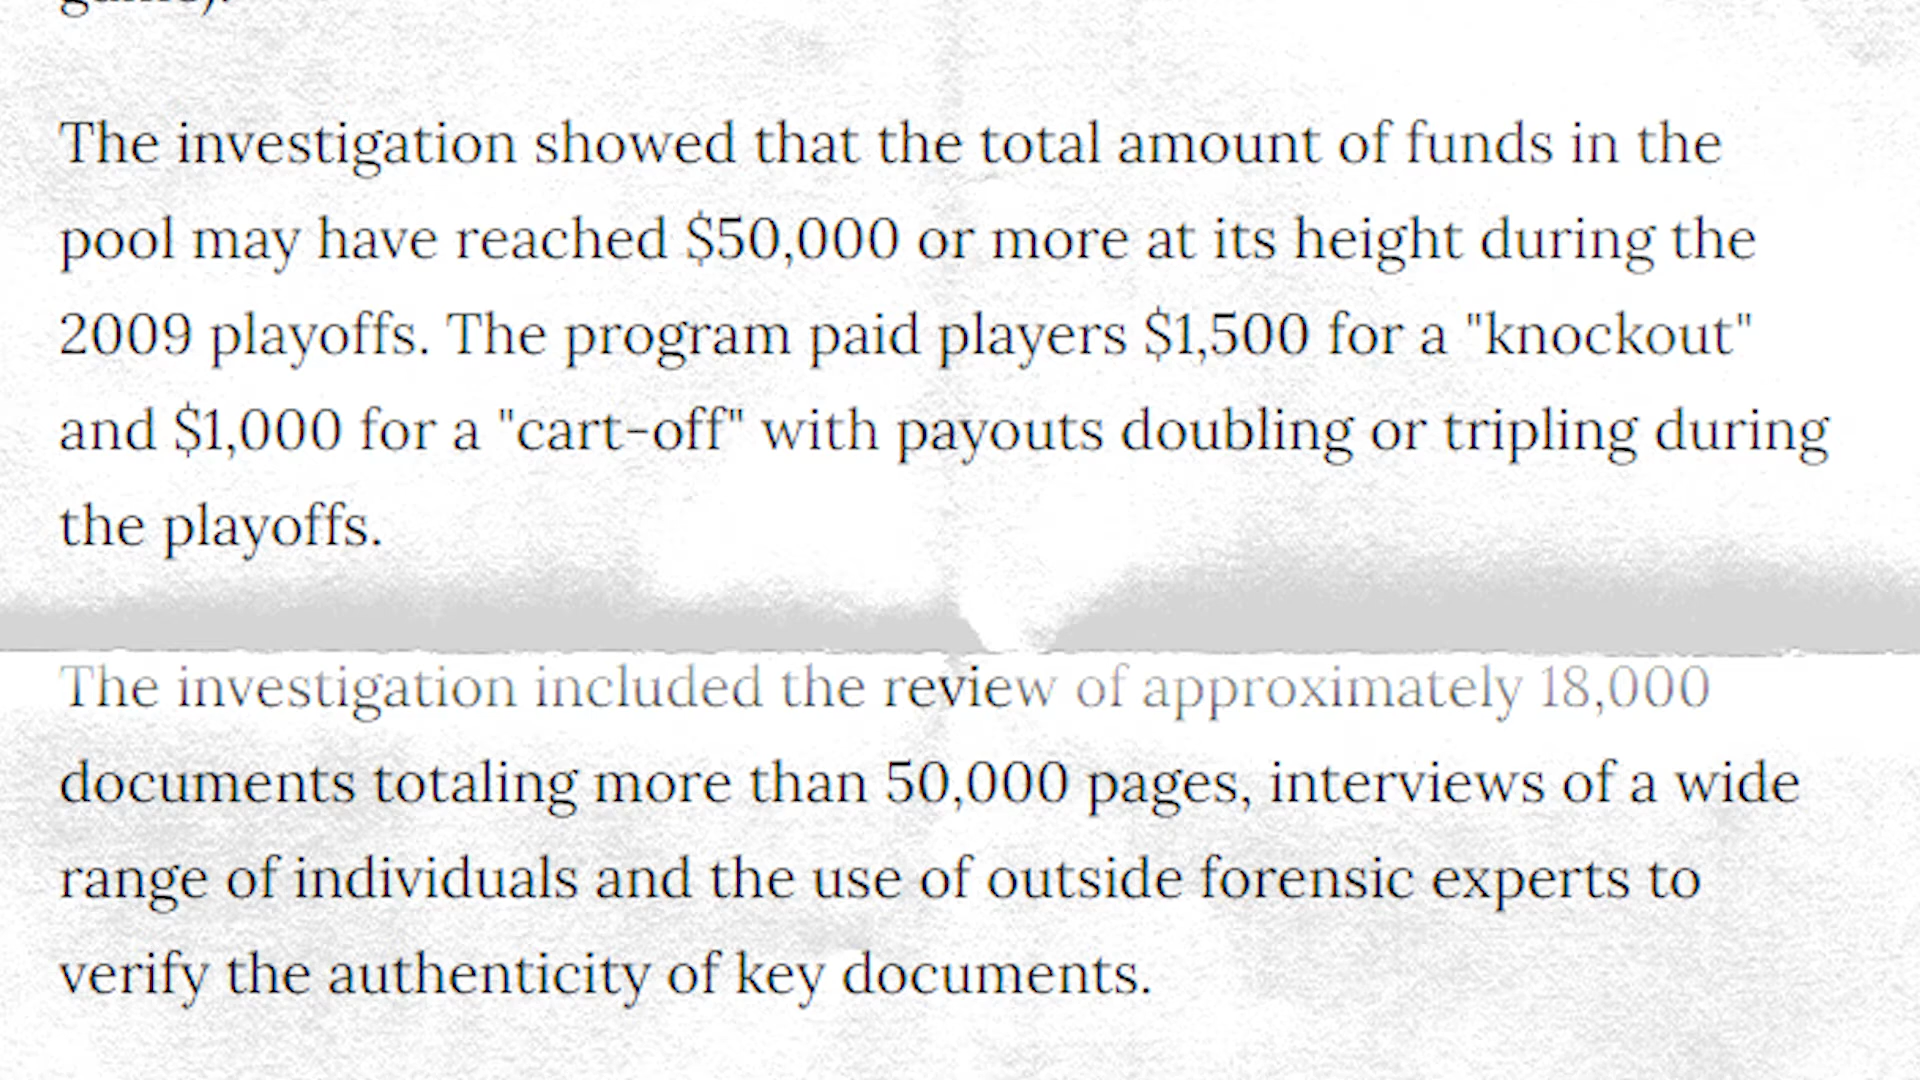 The investigation showed that the total amount of funds in the
pool may have reached $50,000 or more at its height during the
2009 playoffs. The program paid players $1,500 for a "knockout"
and $1,000 for a "cart-off" with payouts doubling or tripling during
the playoffs.
The investigation included the review of approximately 18,000
documents totaling more than 50,000 pages, interviews of a wide
range of individuals and the use of outside forensic experts to
verify the authenticity of key documents.